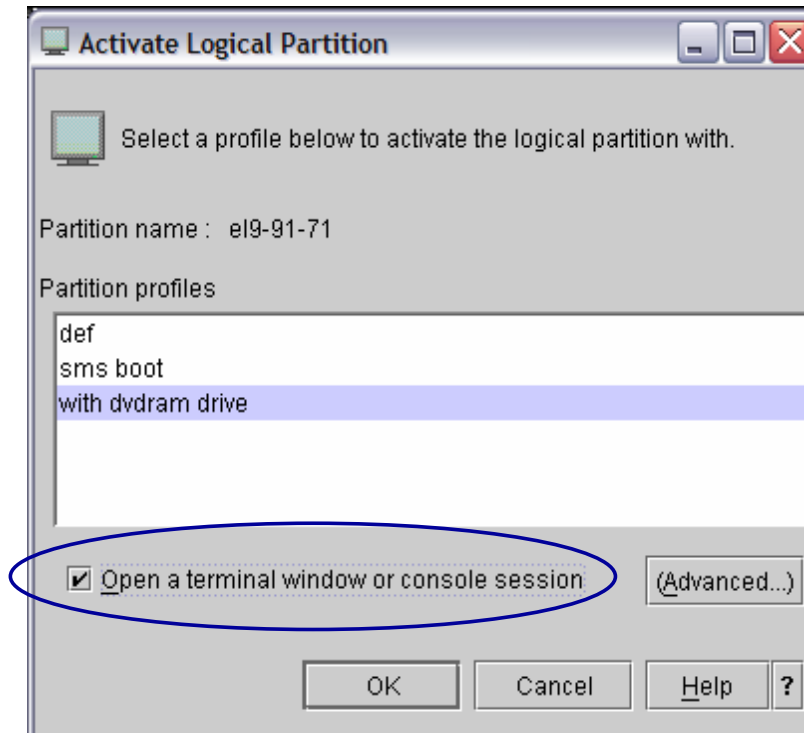 Activate Logical Partition
Select a profile below to activate the logical partition with.
Partition name : el9-91-71
Partition profiles
def
sms boot
with dvdram drive
Open a terminal window or console session
(Advanced...)
OK
Cancel
Help
?